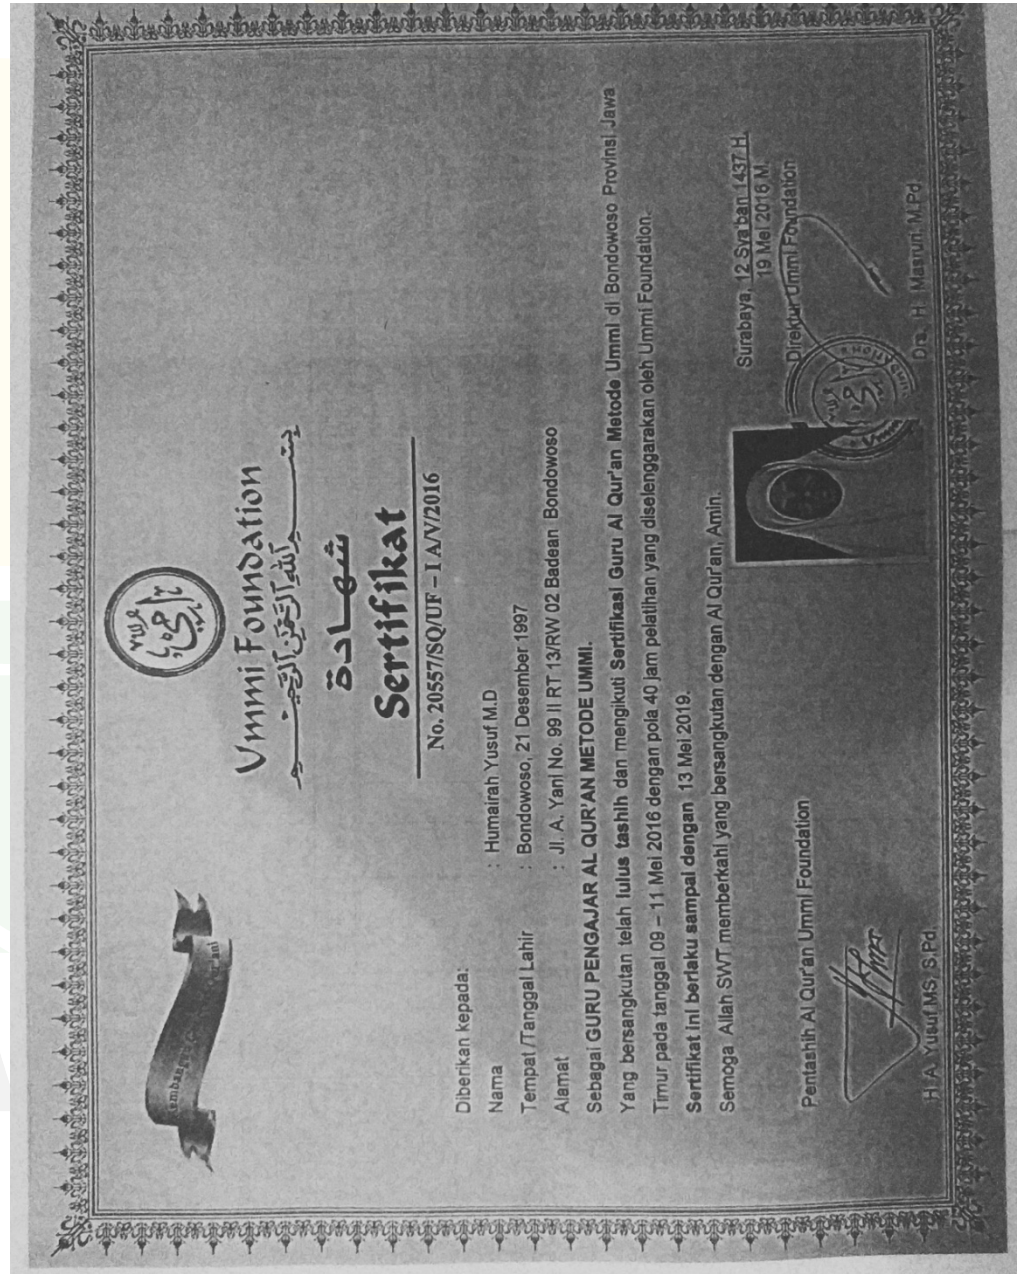 Ummi Foundation
بِسْمِ اللَّهِ الرَّحْمَنِ الرَّحِيمِ
شهادة
Sertifikat
No. 20557/SQ/UF – I A/V/2016
Diberikan kepada:
Nama : Humairah Yusuf M.D
Tempat /Tanggal Lahir : Bondowoso, 21 Desember 1997
Alamat : Jl. A. Yani No. 99 II RT 13/RW 02 Badean Bondowoso
Sebagai GURU PENGAJAR AL QUR'AN METODE UMMI.
Yang bersangkutan telah lulus tashih dan mengikuti Sertifikasi Guru Al Qur'an Metode Ummi di Bondowoso Provinsi Jawa
Timur pada tanggal 09 – 11 Mei 2016 dengan pola 40 jam pelatihan yang diselenggarakan oleh Ummi Foundation.
Sertifikat ini berlaku sampai dengan 13 Mei 2019.
Semoga Allah SWT memberkahi yang bersangkutan dengan Al Qur'an, Amin.
Surabaya, 12 Sya'ban 1437 H.
19 Mei 2016 M.
Pentashih Al Qur'an Ummi Foundation
Direktur Ummi Foundation
H. A. Yusuf MS, S.Pd.
Drs. H. Masruri, M.Pd.